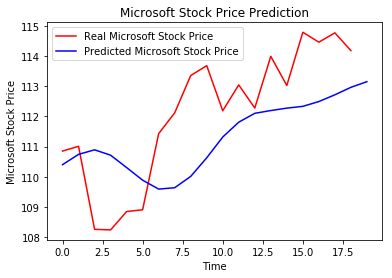 Microsoft Stock Price Prediction
Real Microsoft Stock Price
Predicted Microsoft Stock Price
Microsoft Stock Price
115
114
113
112
111
110
109
108
0.0 2.5 5.0 7.5 10.0 12.5 15.0 17.5
Time